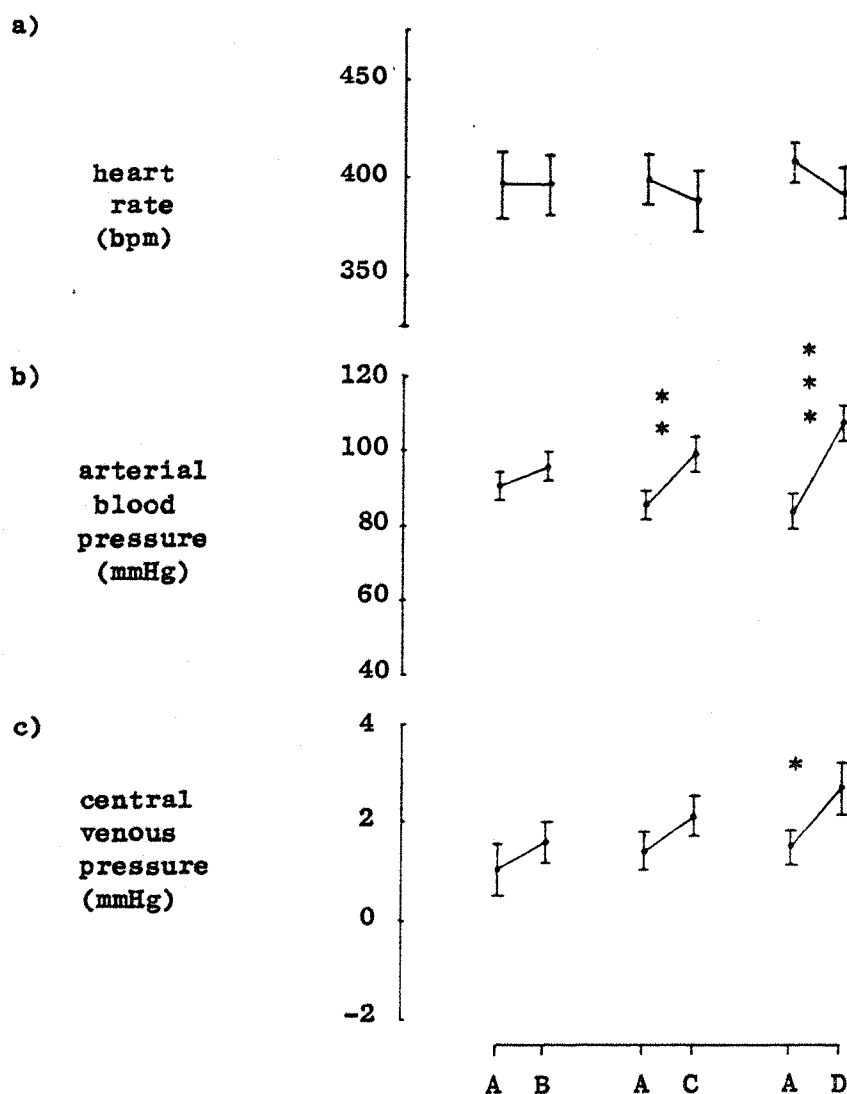 a)
450
400
350
heart
rate
(bpm)
b)
120
100
80
60
40
arterial
blood
pressure
(mmHg)
*
*
*
*
*
c)
4
2
0
-2
central
venous
pressure
(mmHg)
*
A B A C A D